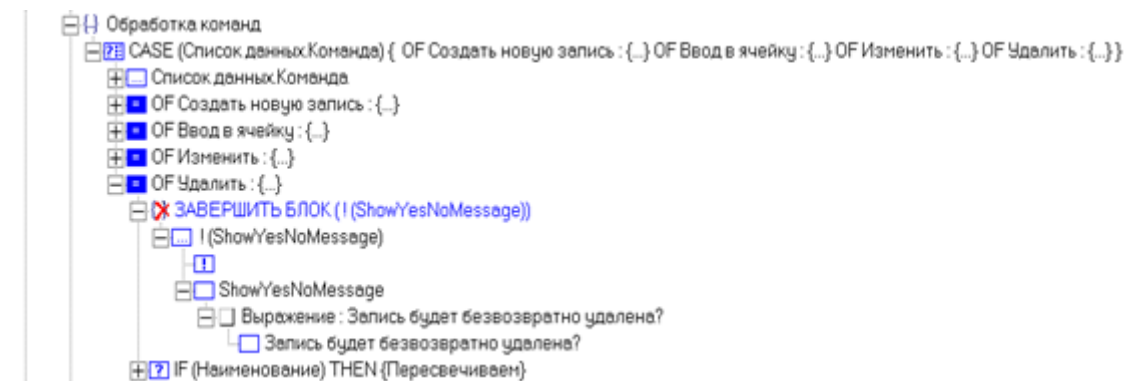 Обработка команд
CASE (Список данных.Команда) { OF Создать новую запись : {...} OF Ввод в ячейку : {...} OF Изменить : {...} OF Удалить : {...} }
Список данных.Команда
OF Создать новую запись : {...}
OF Ввод в ячейку : {...}
OF Изменить : {...}
OF Удалить : {...}
ЗАВЕРШИТЬ БЛОК ( ! (ShowYesNoMessage))
! (ShowYesNoMessage)
!
ShowYesNoMessage
Выражение : Запись будет безвозвратно удалена?
Запись будет безвозвратно удалена?
IF (Наименование) THEN {Пересвечиваем}